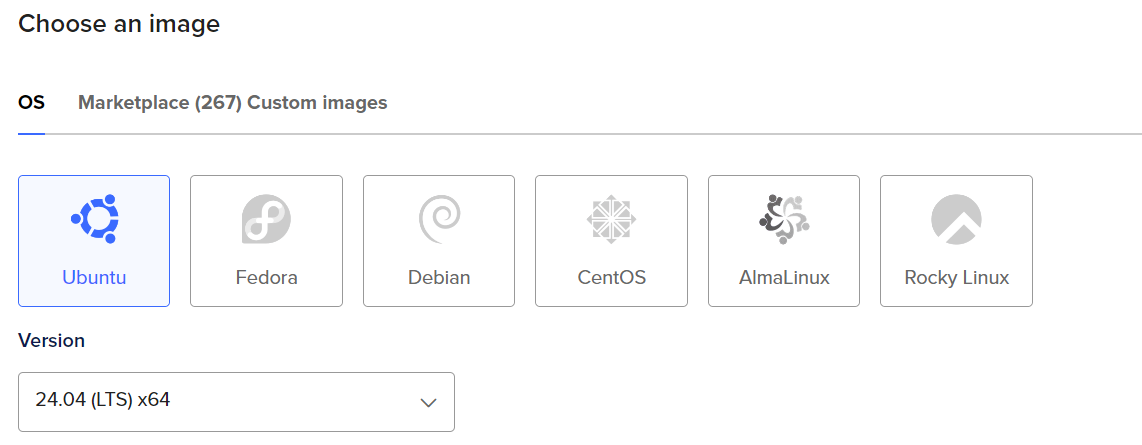 Choose an image
OS Marketplace (267) Custom images
Ubuntu Fedora Debian CentOS AlmaLinux Rocky Linux
Version
24.04 (LTS) x64